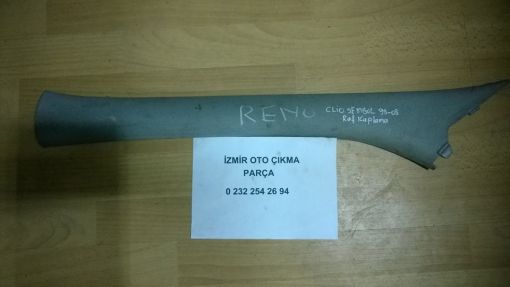 RENO
CLIO SEMBOL 99-08
Raf Kaplama
İZMİR OTO ÇIKMA
PARÇA
0 232 254 26 94